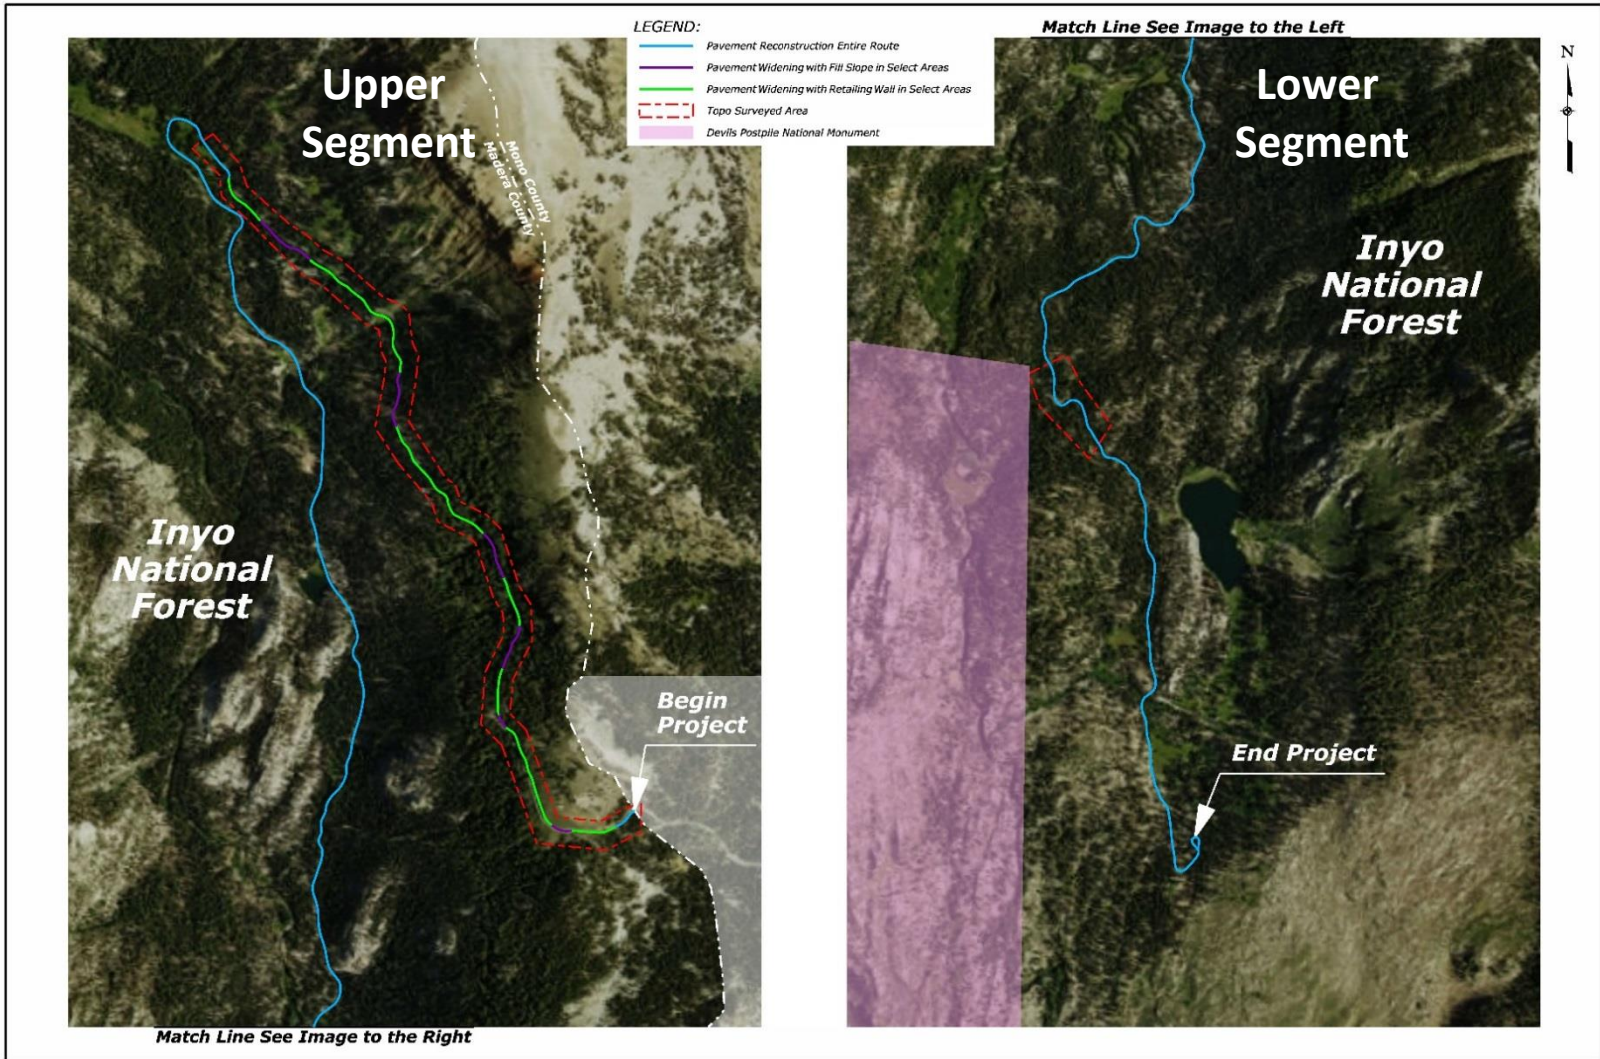 LEGEND:
Pavement Reconstruction Entire Route
Pavement Widening with Fill Slope in Select Areas
Pavement Widening with Retailing Wall in Select Areas
Topo Surveyed Area
Devils Postpile National Monument
Match Line See Image to the Left
N
Upper
Segment
Mono County
Madera County
Inyo
National
Forest
Begin
Project
Match Line See Image to the Right
Lower
Segment
Inyo
National
Forest
End Project